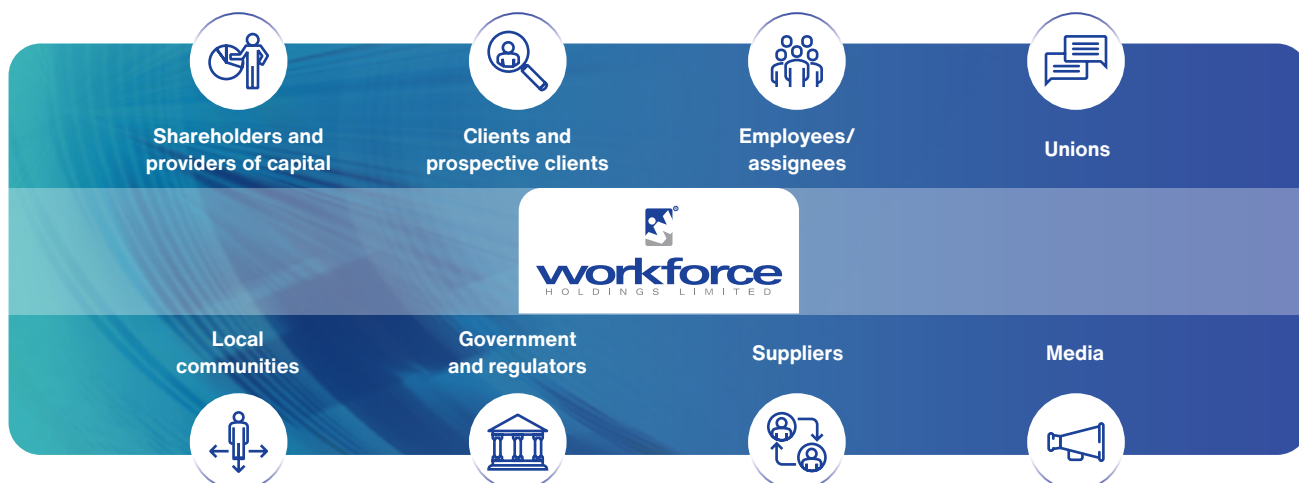 Shareholders and
providers of capital
Clients and
prospective clients
Employees/
assignees
Unions
workforce
HOLDINGS LIMITED
Local
communities
Government
and regulators
Suppliers
Media